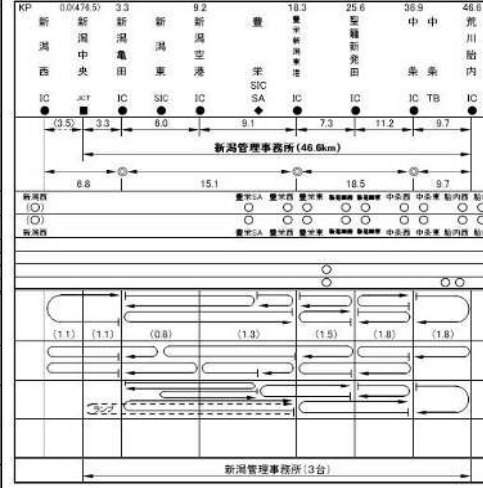 KP 0.0(476.5) 3.3 9.2 18.3 25.6 36.9 46.6
新潟西 IC
新潟中央 JCT
新潟亀田 IC
新潟東 SIC
新潟空港 IC
豊栄 SIC SA
豊栄新潟東港 IC
聖籠新発田 IC
中条 IC
中条 TB
荒川胎内 IC
(3.5) 3.3 6.0 9.1 7.3 11.2 9.7
新潟管理事務所(46.6km)
6.8 15.1 18.5 9.7
新潟西 豊栄SA 豊栄西 豊栄東 中条西 中条東 胎内西
(○) ○ ○ ○ ○ ○ ○ ○ ○
(○) ○ ○ ○ ○ ○ ○ ○ ○
新潟西 豊栄SA 豊栄西 豊栄東 中条西 中条東 胎内西
(1.1) (1.1) (0.8) (1.3) (1.5) (1.8) (1.8)
ランプ
新潟管理事務所(3台)